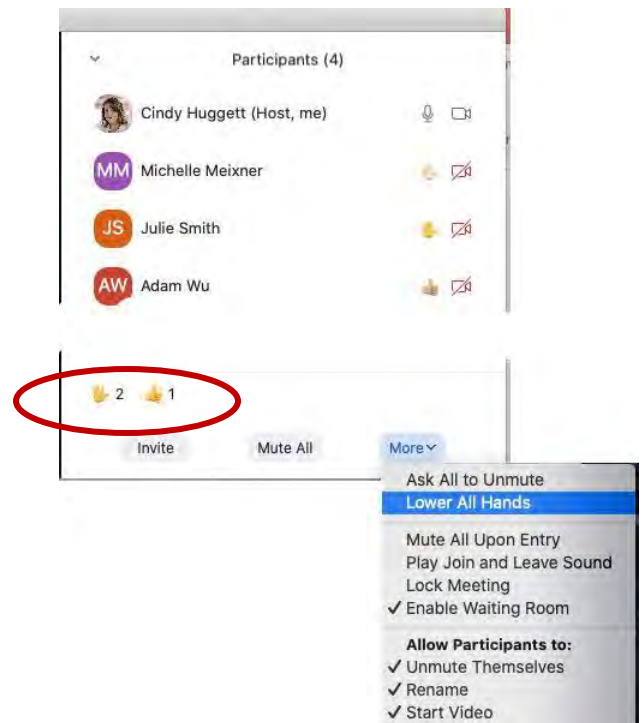 Participants (4)
Cindy Huggett (Host, me)
MM Michelle Meixner
JS Julie Smith
AW Adam Wu
2 1
Invite Mute All More
Ask All to Unmute
Lower All Hands
Mute All Upon Entry
Play Join and Leave Sound
Lock Meeting
✓ Enable Waiting Room
Allow Participants to:
✓ Unmute Themselves
✓ Rename
✓ Start Video